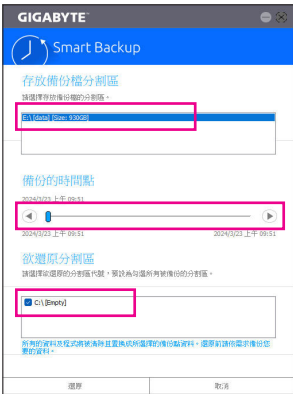 GIGABYTE™
Smart Backup
存放備份檔分割區
請選擇存放備份檔的分割區。
E:\ [data] [Size: 930GB]
備份的時間點
2024/3/23 上午 09:51
2024/3/23 上午 09:51 2024/3/23 上午 09:51
欲還原分割區
請選擇欲還原的分割區代號，預設為勾選所有被備份的分割區。
C:\ [Empty]
所有的資料及程式將被清除且置換成所選擇的備份點資料。還原前請你需求備份您
要的資料。
還原 取消